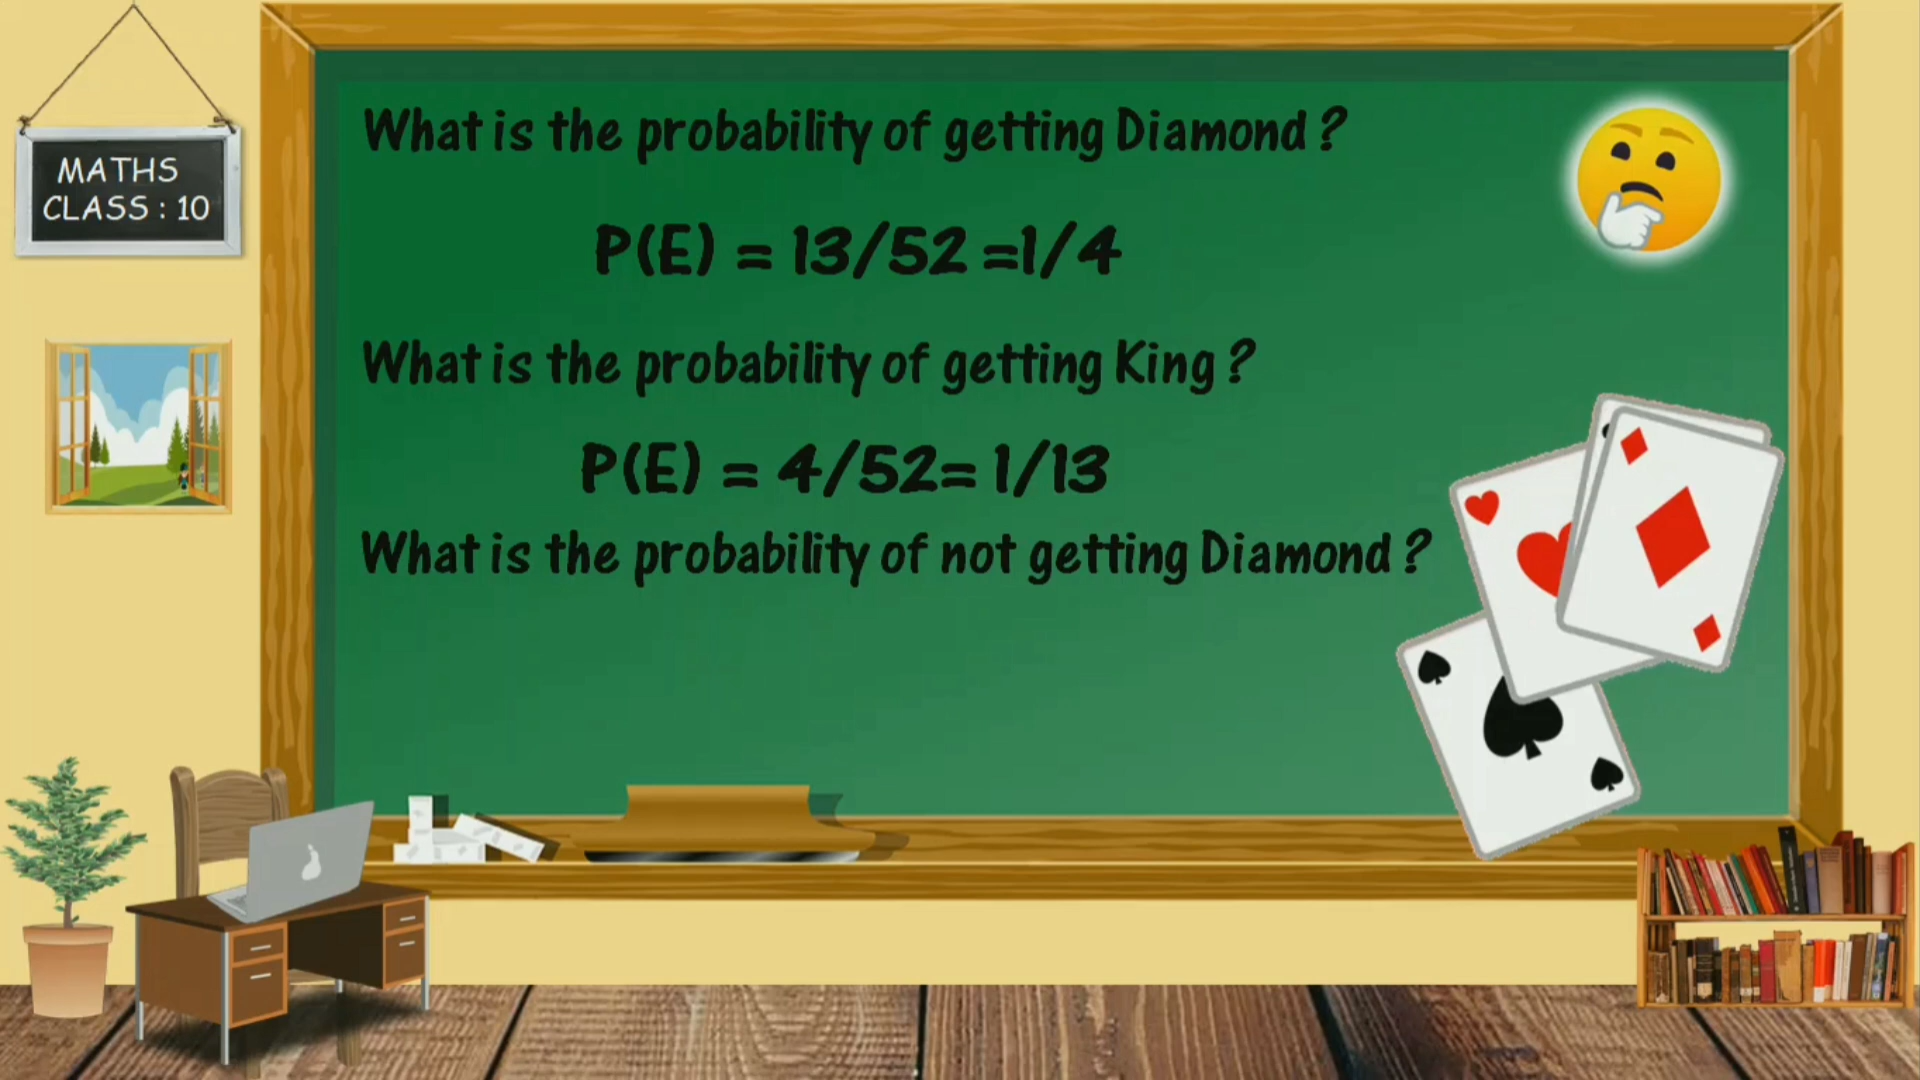 MATHS
CLASS : 10
What is the probability of getting Diamond ?
P(E) = 13/52 =1/4
What is the probability of getting King ?
P(E) = 4/52= 1/13
What is the probability of not getting Diamond ?